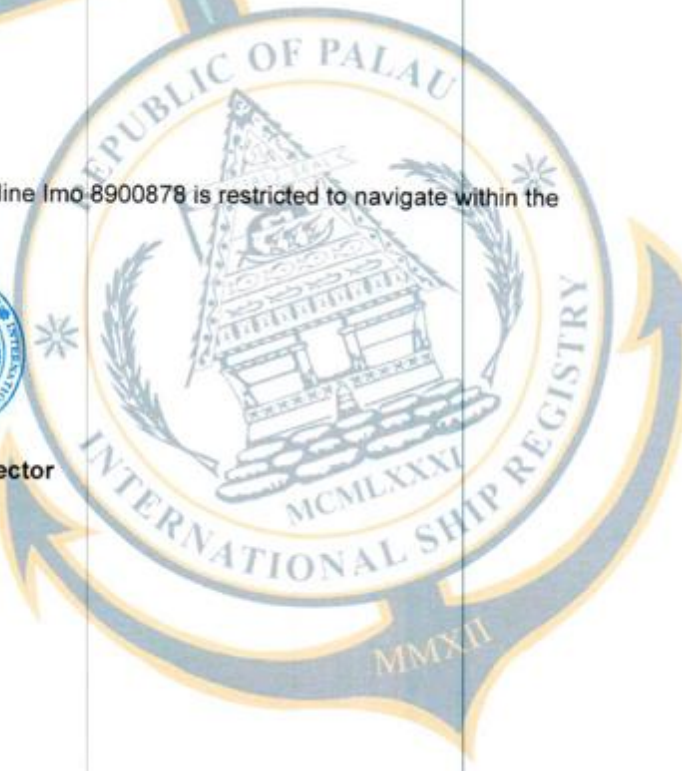 REPUBLIC OF PALAU
line Imo 8900878 is restricted to navigate within the
ector
MCMLXXXI
INTERNATIONAL SHIP REGISTRY
MMXII